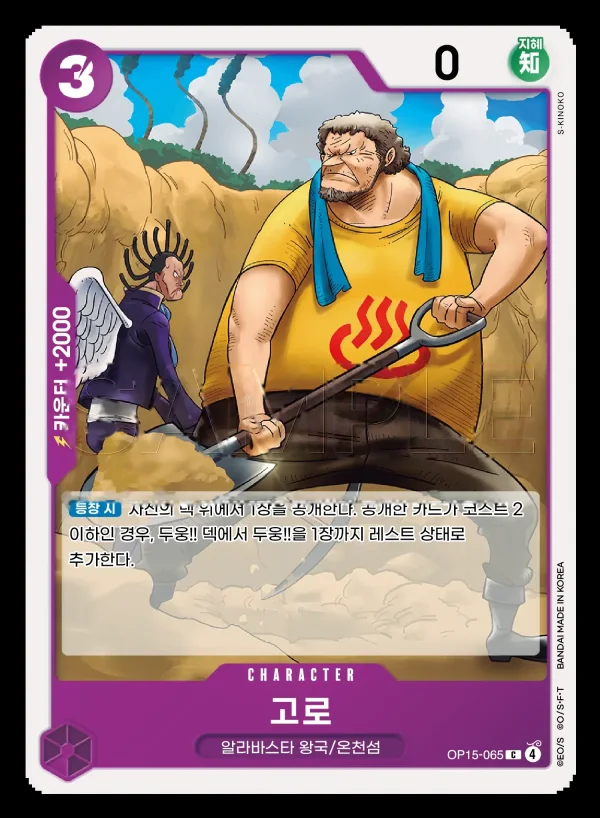 3
0
지혜
知
S-KINOKO
카운터 +2000
SAMPLE
등장 시 자신의 덱 위에서 1장을 공개한다. 공개한 카드가 코스트 2
이하인 경우, 두웅!! 덱에서 두웅!!을 1장까지 레스트 상태로
추가한다.
CHARACTER
고로
알라바스타 왕국/온천섬
OP15-065 C 4
©EO/S ©O/S・F・T BANDAI MADE IN KOREA